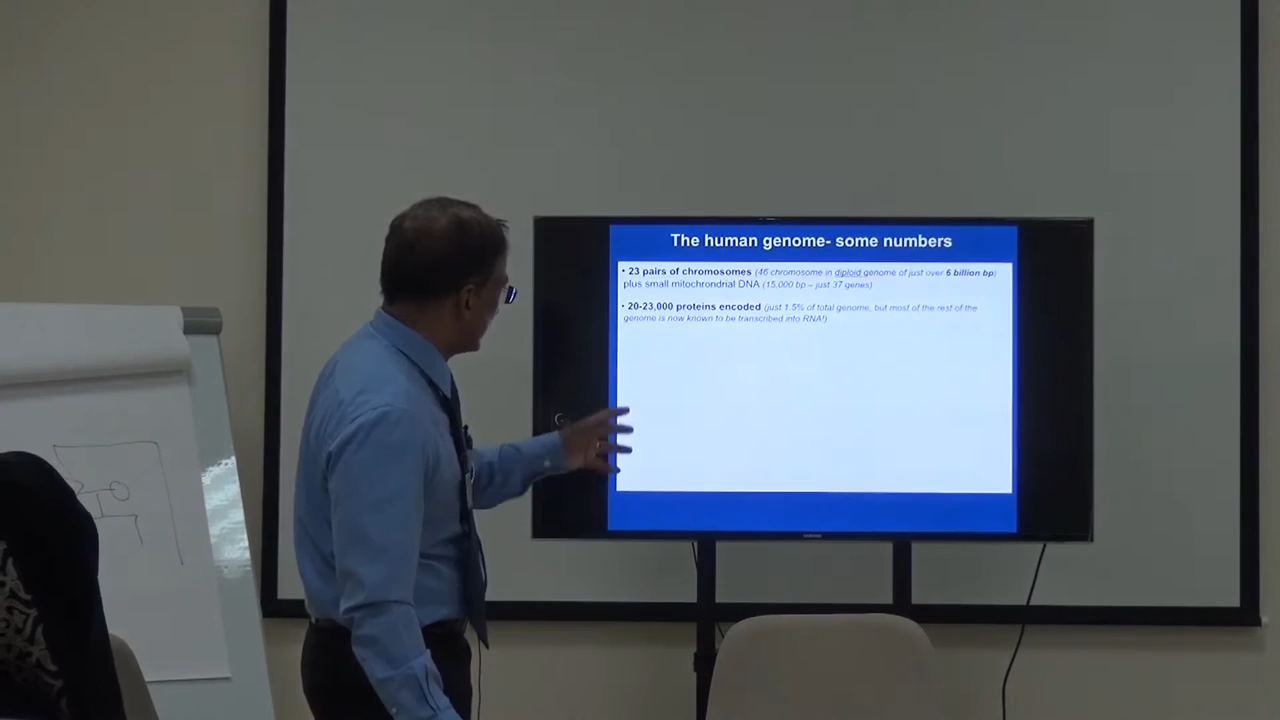 The human genome- some numbers
• 23 pairs of chromosomes (46 chromosome in diploid genome of just over 6 billion bp)
plus small mitochrondrial DNA (15,000 bp – just 37 genes)
• 20-23,000 proteins encoded (just 1.5% of total genome, but most of the rest of the
genome is now known to be transcribed into RNA!)
SAMSUNG